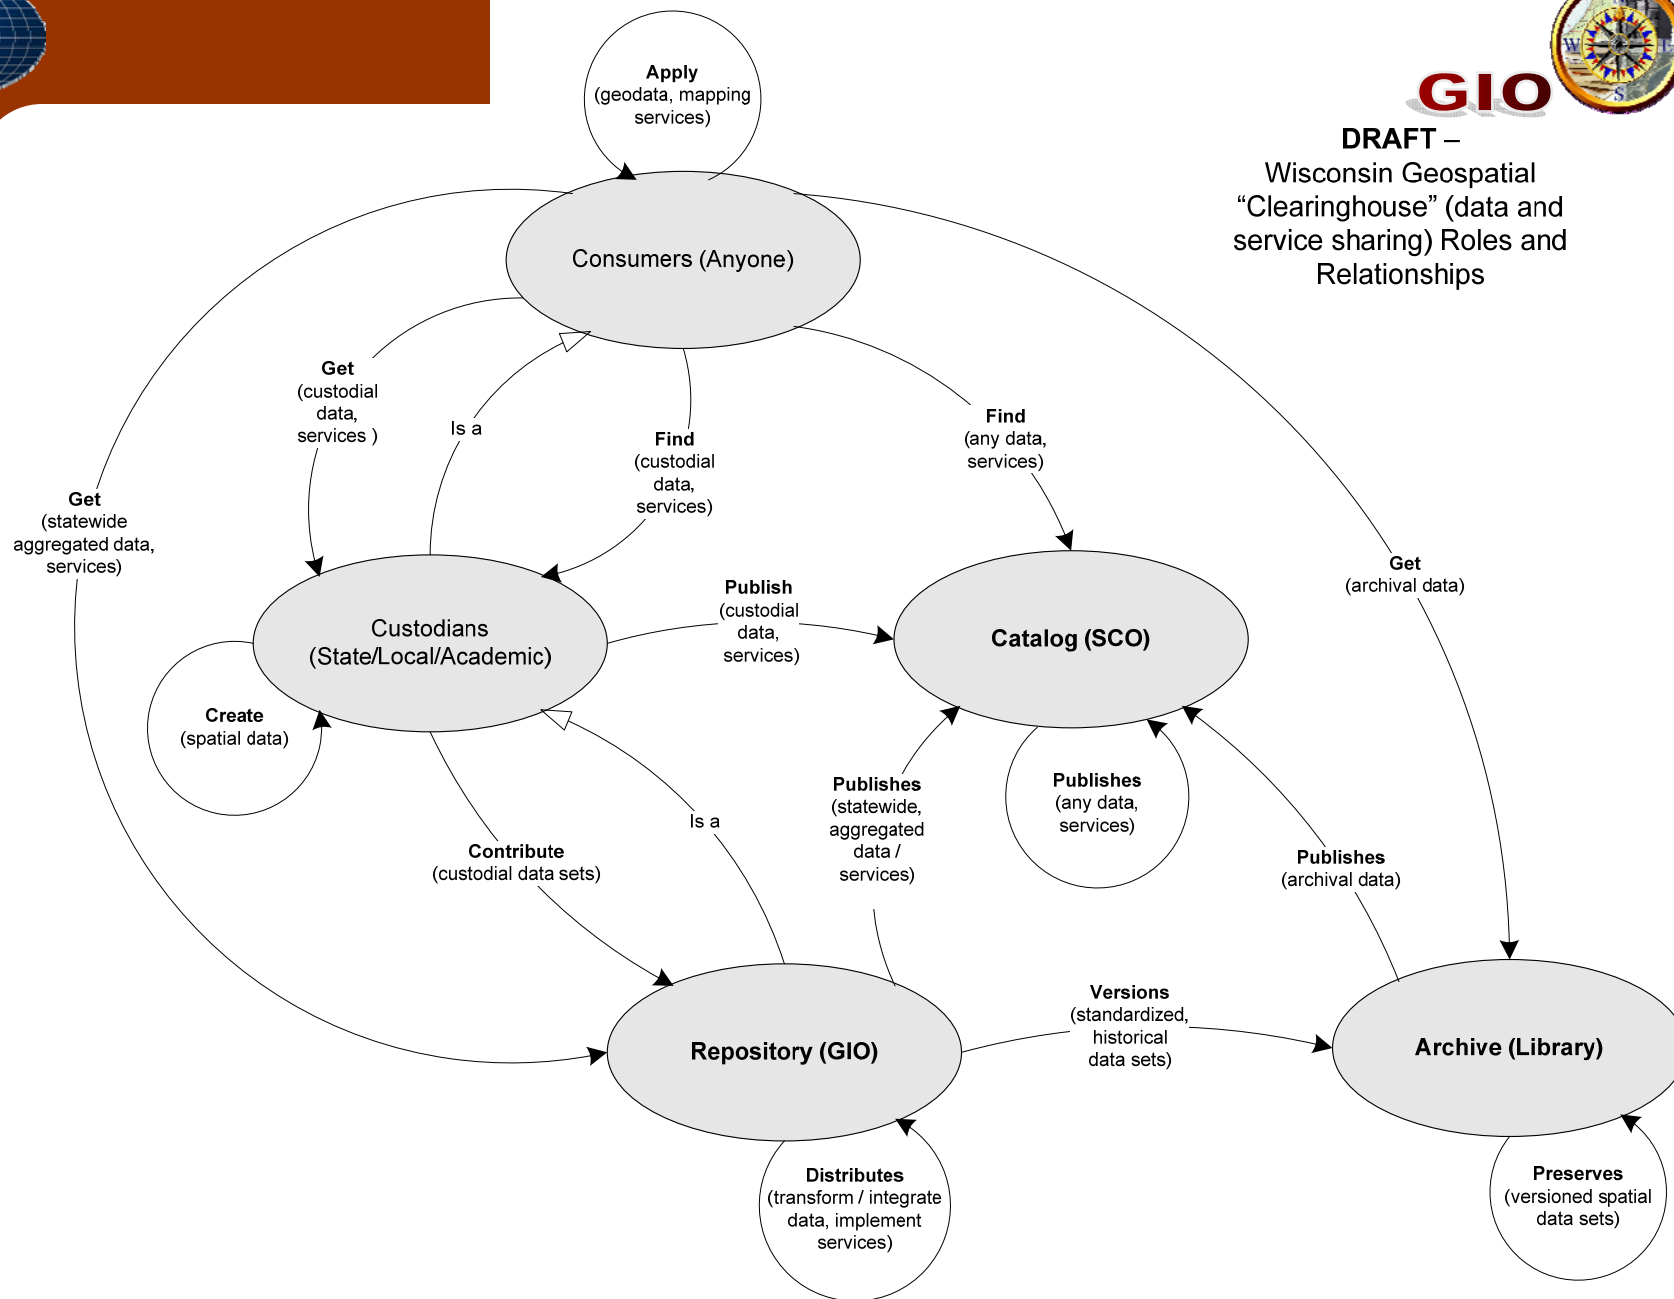 Apply
(geodata, mapping
services)
W
E
S
GIO
DRAFT –
Wisconsin Geospatial
“Clearinghouse” (data and
service sharing) Roles and
Relationships
Consumers (Anyone)
Get
(custodial
data,
services )
Is a
Find
(custodial
data,
services)
Find
(any data,
services)
Get
(statewide
aggregated data,
services)
Get
(archival data)
Custodians
(State/Local/Academic)
Publish
(custodial
data,
services)
Catalog (SCO)
Create
(spatial data)
Contribute
(custodial data sets)
Is a
Publishes
(statewide,
aggregated
data /
services)
Publishes
(any data,
services)
Publishes
(archival data)
Repository (GIO)
Versions
(standardized,
historical
data sets)
Archive (Library)
Distributes
(transform / integrate
data, implement
services)
Preserves
(versioned spatial
data sets)